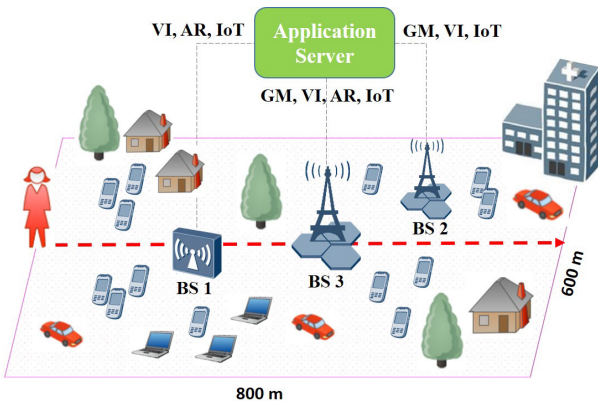 VI, AR, IoT
Application
Server
GM, VI, IoT
GM, VI, AR, IoT
BS 2
BS 1
BS 3
600 m
800 m